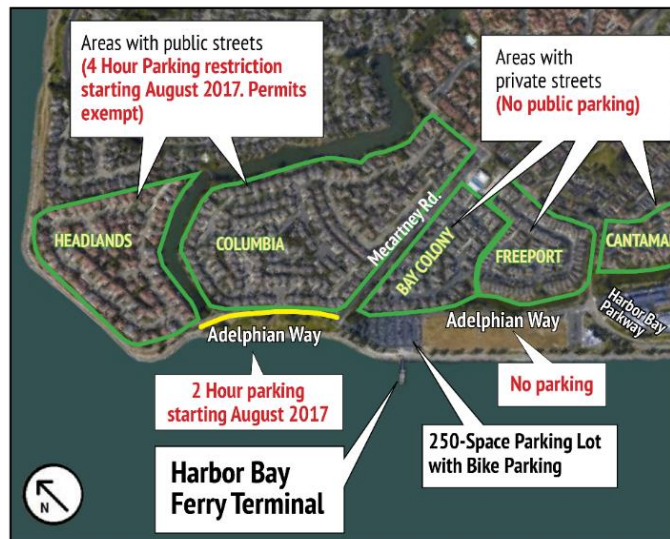 Areas with public streets
(4 Hour Parking restriction
starting August 2017. Permits
exempt)
Areas with
private streets
(No public parking)
HEADLANDS
COLUMBIA
Mecartney Rd.
BAY COLONY
FREEPORT
CANTAMA
Harbor Bay
Parkway
Adelphian Way
Adelphian Way
2 Hour parking
starting August 2017
No parking
250-Space Parking Lot
with Bike Parking
Harbor Bay
Ferry Terminal
N